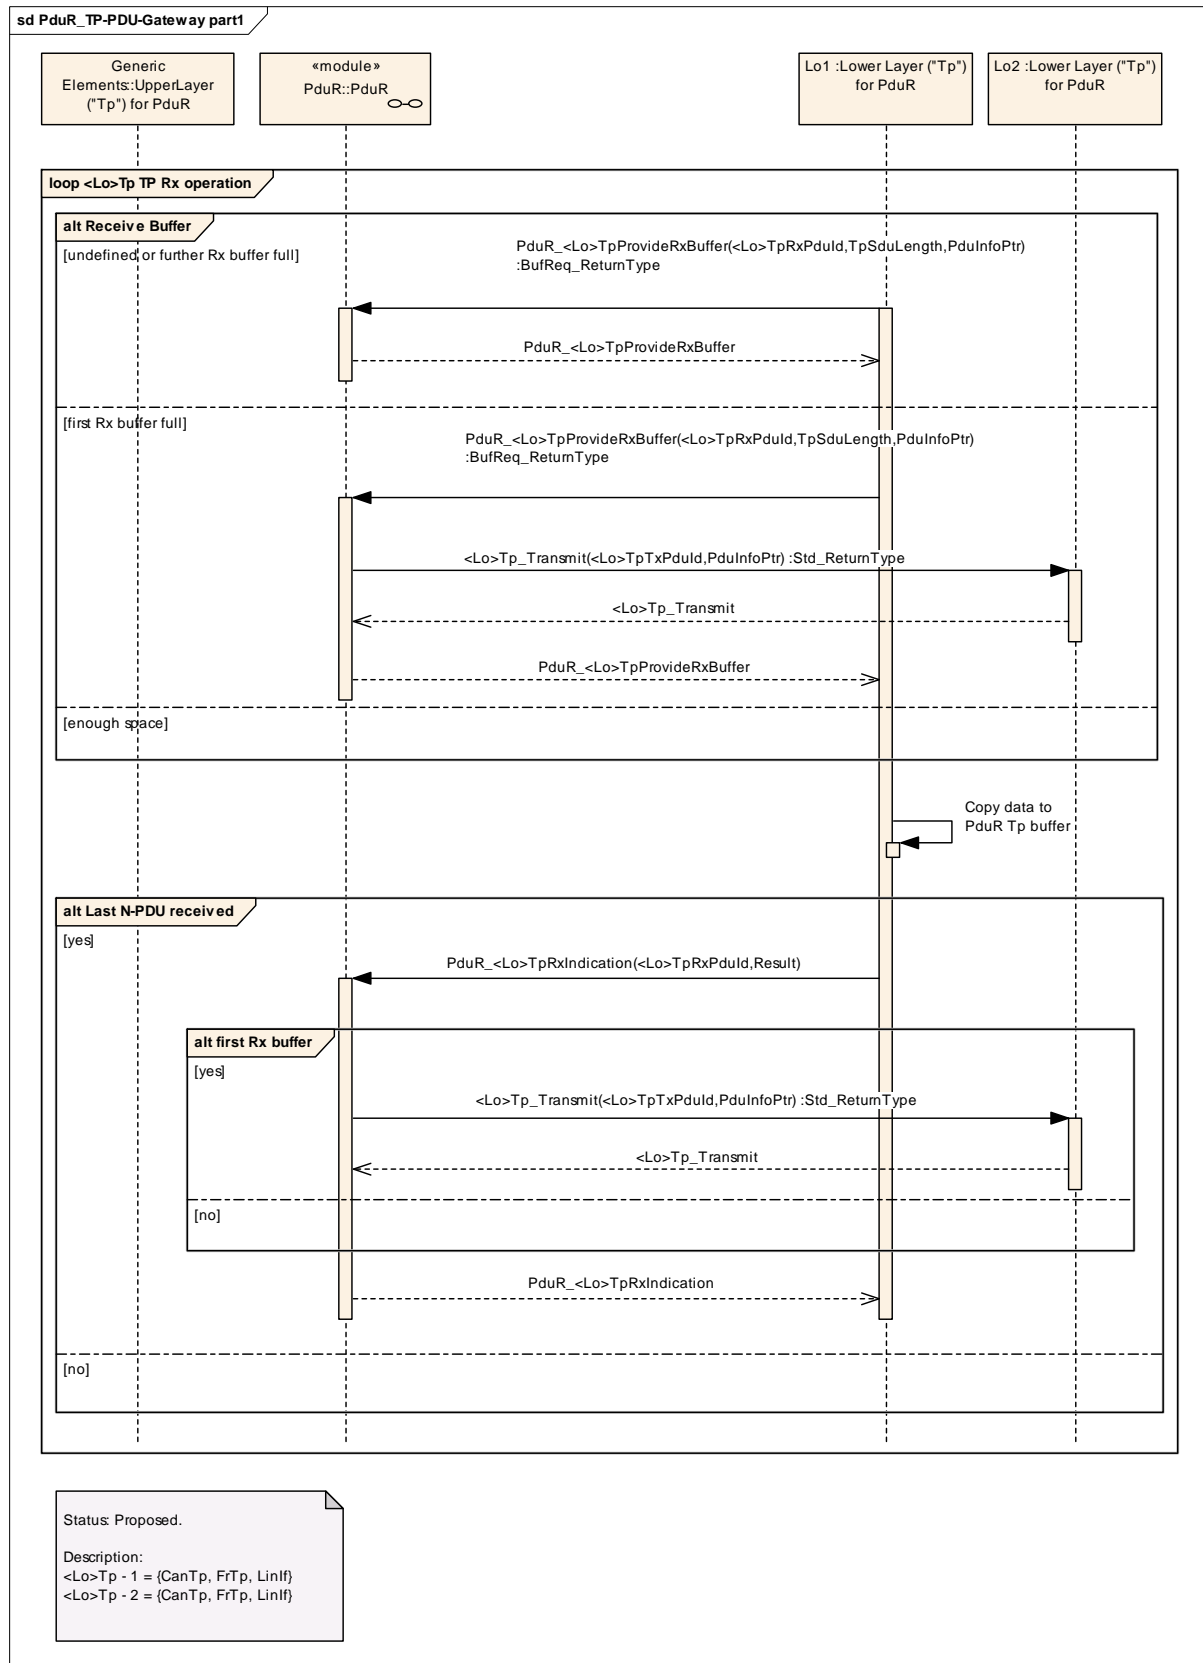 sd PduR_TP-PDU-Gateway part1
Generic
Elements::UpperLayer
("Tp") for PduR
«module»
PduR::PduR
Lo1 :Lower Layer ("Tp")
for PduR
Lo2 :Lower Layer ("Tp")
for PduR
loop <Lo>Tp TP Rx operation
alt Receive Buffer
[undefined or further Rx buffer full]
PduR_<Lo>TpProvideRxBuffer(<Lo>TpRxPduId,TpSduLength,PduInfoPtr)
:BufReq_ReturnType
PduR_<Lo>TpProvideRxBuffer
[first Rx buffer full]
PduR_<Lo>TpProvideRxBuffer(<Lo>TpRxPduId,TpSduLength,PduInfoPtr)
:BufReq_ReturnType
<Lo>Tp_Transmit(<Lo>TpTxPduId,PduInfoPtr) :Std_ReturnType
<Lo>Tp_Transmit
PduR_<Lo>TpProvideRxBuffer
[enough space]
Copy data to
PduR Tp buffer
alt Last N-PDU received
[yes]
PduR_<Lo>TpRxIndication(<Lo>TpRxPduId,Result)
alt first Rx buffer
[yes]
<Lo>Tp_Transmit(<Lo>TpTxPduId,PduInfoPtr) :Std_ReturnType
<Lo>Tp_Transmit
[no]
PduR_<Lo>TpRxIndication
[no]
Status: Proposed.
Description:
<Lo>Tp - 1 = {CanTp, FrTp, LinIf}
<Lo>Tp - 2 = {CanTp, FrTp, LinIf}